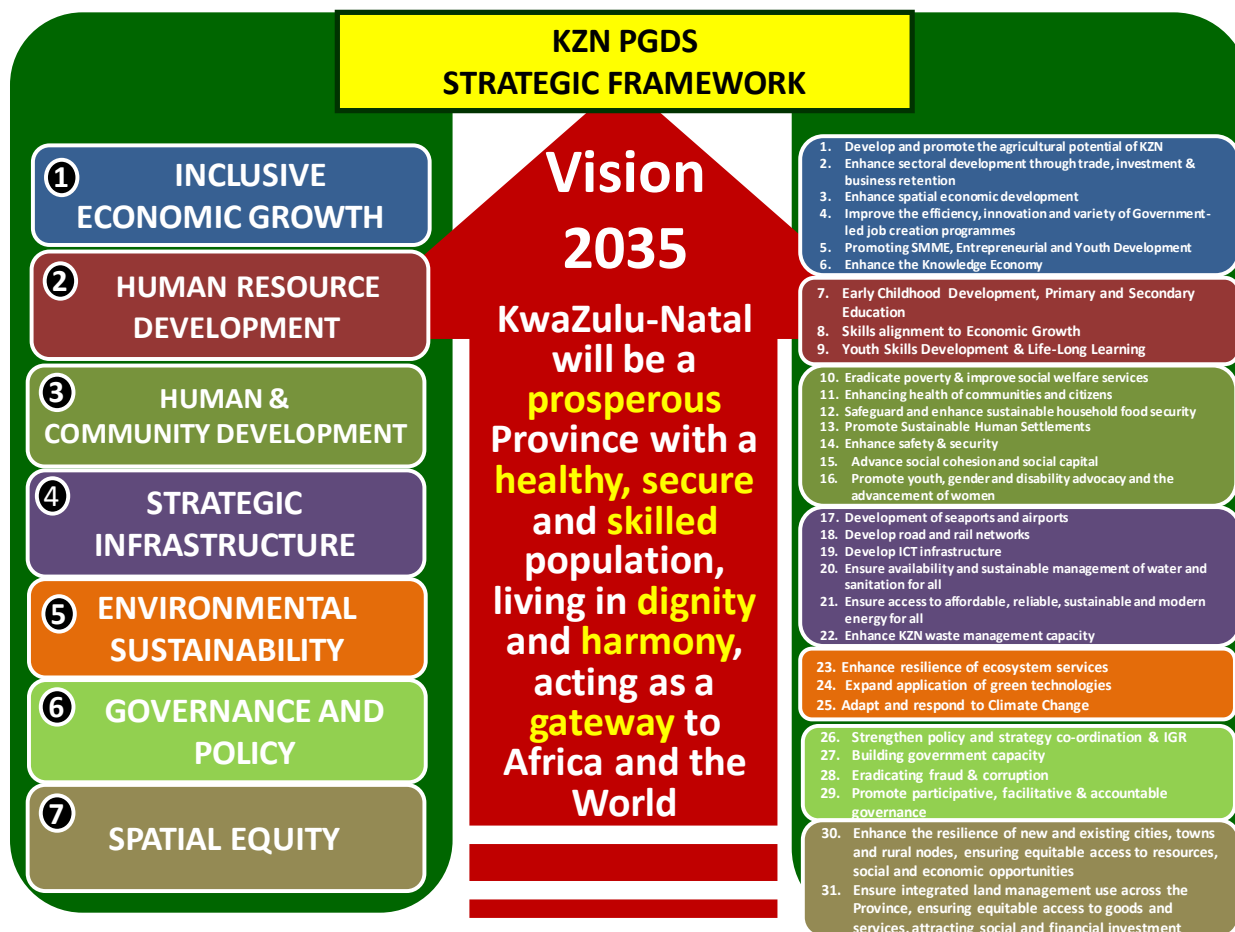 KZN PGDS
STRATEGIC FRAMEWORK
1
INCLUSIVE
ECONOMIC GROWTH
2
HUMAN RESOURCE
DEVELOPMENT
3
HUMAN &
COMMUNITY DEVELOPMENT
4
STRATEGIC
INFRASTRUCTURE
5
ENVIRONMENTAL
SUSTAINABILITY
6
GOVERNANCE AND
POLICY
7
SPATIAL EQUITY
Vision
2035
KwaZulu-Natal
will be a
prosperous
Province with a
healthy, secure
and skilled
population,
living in dignity
and harmony,
acting as a
gateway to
Africa and the
World
1. Develop and promote the agricultural potential of KZN
2. Enhance sectoral development through trade, investment &
business retention
3. Enhance spatial economic development
4. Improve the efficiency, innovation and variety of Government-
led job creation programmes
5. Promoting SMME, Entrepreneurial and Youth Development
6. Enhance the Knowledge Economy
7. Early Childhood Development, Primary and Secondary
Education
8. Skills alignment to Economic Growth
9. Youth Skills Development & Life-Long Learning
10. Eradicate poverty & improve social welfare services
11. Enhancing health of communities and citizens
12. Safeguard and enhance sustainable household food security
13. Promote Sustainable Human Settlements
14. Enhance safety & security
15. Advance social cohesion and social capital
16. Promote youth, gender and disability advocacy and the
advancement of women
17. Development of seaports and airports
18. Develop road and rail networks
19. Develop ICT infrastructure
20. Ensure availability and sustainable management of water and
sanitation for all
21. Ensure access to affordable, reliable, sustainable and modern
energy for all
22. Enhance KZN waste management capacity
23. Enhance resilience of ecosystem services
24. Expand application of green technologies
25. Adapt and respond to Climate Change
26. Strengthen policy and strategy co-ordination & IGR
27. Building government capacity
28. Eradicating fraud & corruption
29. Promote participative, facilitative & accountable
governance
30. Enhance the resilience of new and existing cities, towns
and rural nodes, ensuring equitable access to resources,
social and economic opportunities
31. Ensure integrated land management use across the
Province, ensuring equitable access to goods and
services, attracting social and financial investment